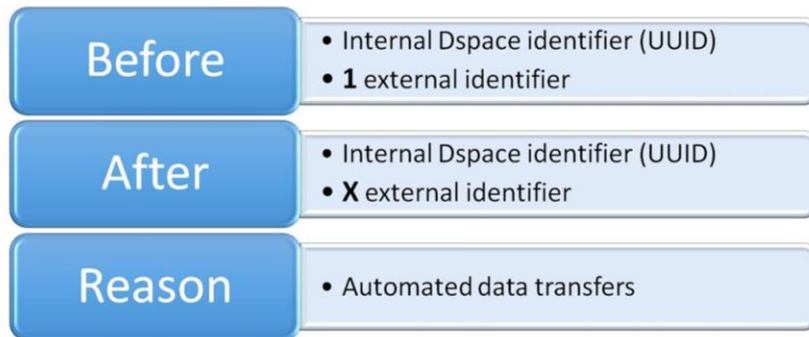 Before
• Internal Dspace identifier (UUID)
• 1 external identifier
After
• Internal Dspace identifier (UUID)
• X external identifier
Reason
• Automated data transfers